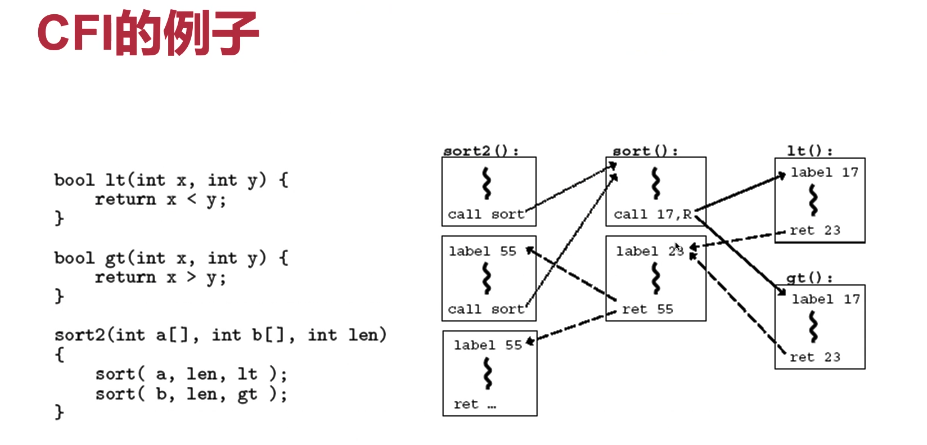 CFI的例子
bool lt(int x, int y) {
return x < y;
}
bool gt(int x, int y) {
return x > y;
}
sort2(int a[], int b[], int len)
{
sort( a, len, lt );
sort( b, len, gt );
}
sort2():
call sort
label 55
call sort
label 55
ret …
sort():
call 17,R
label 23
ret 55
lt():
label 17
ret 23
gt():
label 17
ret 23